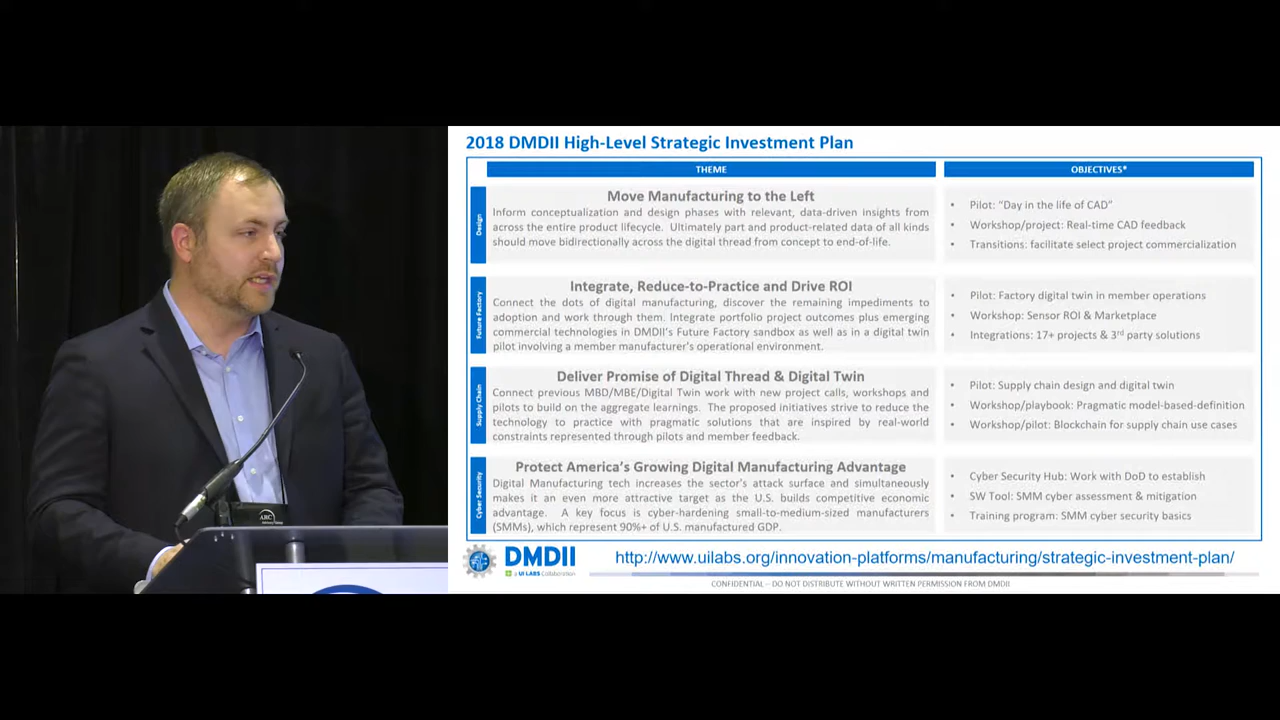 2018 DMDII High-Level Strategic Investment Plan
THEME
OBJECTIVES*
Design
Move Manufacturing to the Left
Inform conceptualization and design phases with relevant, data-driven insights from
across the entire product lifecycle. Ultimately part and product-related data of all kinds
should move bidirectionally across the digital thread from concept to end-of-life.
• Pilot: “Day in the life of CAD”
• Workshop/project: Real-time CAD feedback
• Transitions: facilitate select project commercialization
Future Factory
Integrate, Reduce-to-Practice and Drive ROI
Connect the dots of digital manufacturing, discover the remaining impediments to
adoption and work through them. Integrate portfolio project outcomes plus emerging
commercial technologies in DMDII's Future Factory sandbox as well as in a digital twin
pilot involving a member manufacturer's operational environment.
• Pilot: Factory digital twin in member operations
• Workshop: Sensor ROI & Marketplace
• Integrations: 17+ projects & 3rd party solutions
Supply Chain
Deliver Promise of Digital Thread & Digital Twin
Connect previous MBD/MBE/Digital Twin work with new project calls, workshops and
pilots to build on the aggregate learnings. The proposed initiatives strive to reduce the
technology to practice with pragmatic solutions that are inspired by real-world
constraints represented through pilots and member feedback.
• Pilot: Supply chain design and digital twin
• Workshop/playbook: Pragmatic model-based-definition
• Workshop/pilot: Blockchain for supply chain use cases
Cyber Security
Protect America's Growing Digital Manufacturing Advantage
Digital Manufacturing tech increases the sector's attack surface and simultaneously
makes it an even more attractive target as the U.S. builds competitive economic
advantage. A key focus is cyber-hardening small-to-medium-sized manufacturers
(SMMs), which represent 90%+ of U.S. manufactured GDP.
• Cyber Security Hub: Work with DoD to establish
• SW Tool: SMM cyber assessment & mitigation
• Training program: SMM cyber security basics
DMDII
a UI LABS Collaboration
http://www.uilabs.org/innovation-platforms/manufacturing/strategic-investment-plan/
CONFIDENTIAL – DO NOT DISTRIBUTE WITHOUT WRITTEN PERMISSION FROM DMDII
ARC